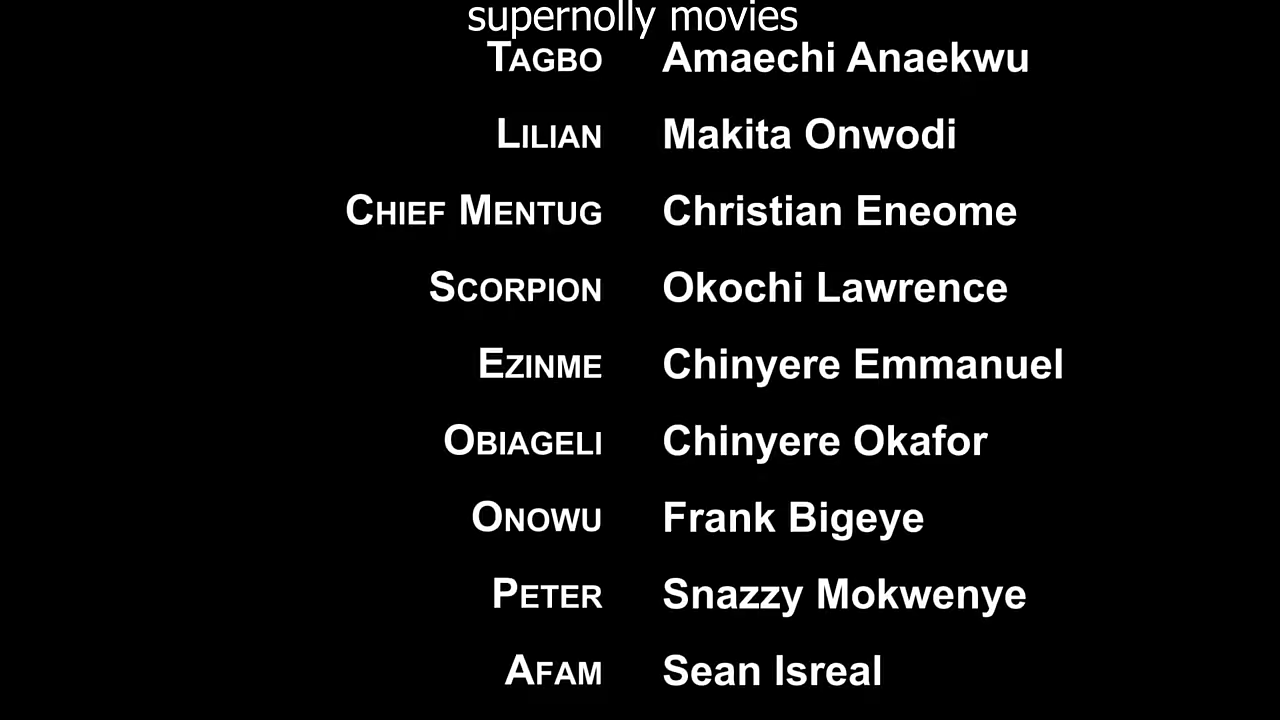 supernolly movies
TAGBO Amaechi Anaekwu
LILIAN Makita Onwodi
CHIEF MENTUG Christian Eneome
SCORPION Okochi Lawrence
EZINME Chinyere Emmanuel
OBIAGELI Chinyere Okafor
ONOWU Frank Bigeye
PETER Snazzy Mokwenye
AFAM Sean Isreal